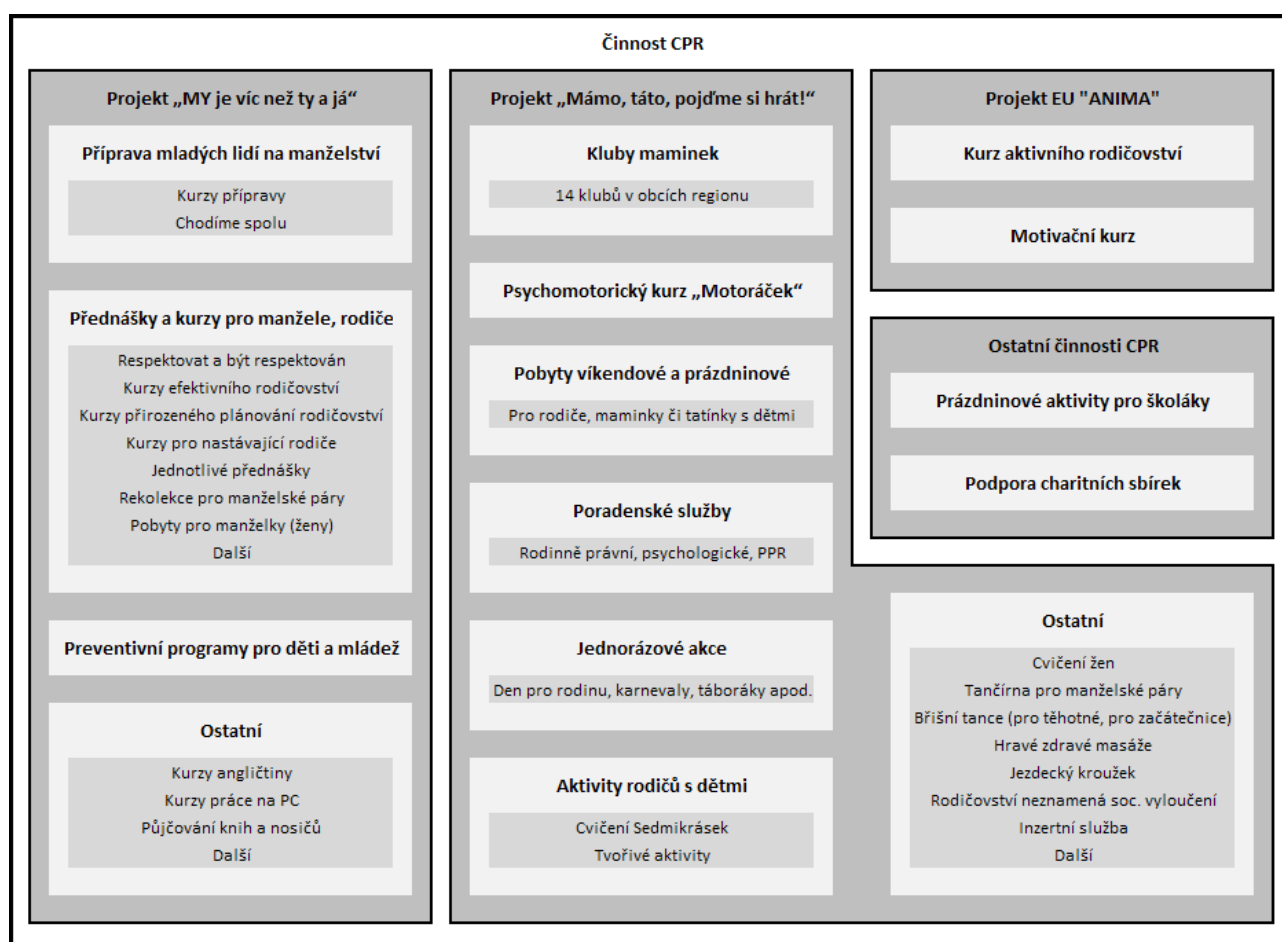 Činnost CPR
Projekt „MY je víc než ty a já“
Příprava mladých lidí na manželství
Kurzy přípravy
Chodíme spolu
Přednášky a kurzy pro manžele, rodiče
Respektovat a být respektován
Kurzy efektivního rodičovství
Kurzy přirozeného plánování rodičovství
Kurzy pro nastávající rodiče
Jednotlivé přednášky
Rekolekce pro manželské páry
Pobyty pro manželky (ženy)
Další
Preventivní programy pro děti a mládež
Ostatní
Kurzy angličtiny
Kurzy práce na PC
Půjčování knih a nosičů
Další
Projekt „Mámo, táto, pojďme si hrát!“
Kluby maminek
14 klubů v obcích regionu
Psychomotorický kurz „Motoráček“
Pobyty víkendové a prázdninové
Pro rodiče, maminky či tatínky s dětmi
Poradenské služby
Rodinně právní, psychologické, PPR
Jednorázové akce
Den pro rodinu, karnevaly, táboráky apod.
Aktivity rodičů s dětmi
Cvičení Sedmikrásek
Tvořivé aktivity
Ostatní
Cvičení žen
Tančírna pro manželské páry
Břišní tance (pro těhotné, pro začátečnice)
Hravé zdravé masáže
Jezdecký kroužek
Rodičovství neznamená soc. vyloučení
Inzertní služba
Další
Projekt EU "ANIMA"
Kurz aktivního rodičovství
Motivační kurz
Ostatní činnosti CPR
Prázdninové aktivity pro školáky
Podpora charitních sbírek